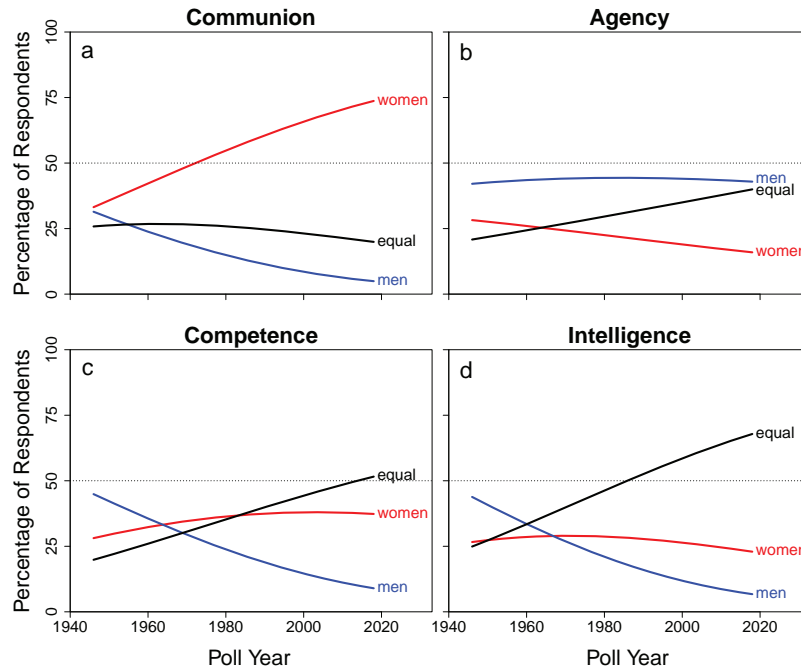 Communion
Agency
Percentage of Respondents
100
75
50
25
0
a
women
equal
men
b
men
equal
women
Competence
Intelligence
Percentage of Respondents
100
75
50
25
0
c
equal
women
men
d
equal
women
men
1940 1960 1980 2000 2020
1940 1960 1980 2000 2020
Poll Year
Poll Year